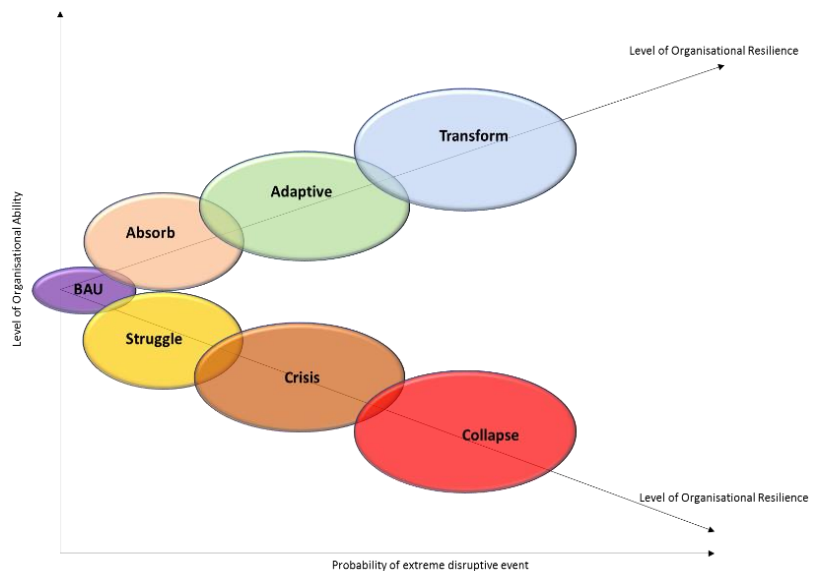 Level of Organisational Resilience
Transform
Adaptive
Absorb
Level of Organisational Ability
BAU
Struggle
Crisis
Collapse
Level of Organisational Resilience
Probability of extreme disruptive event